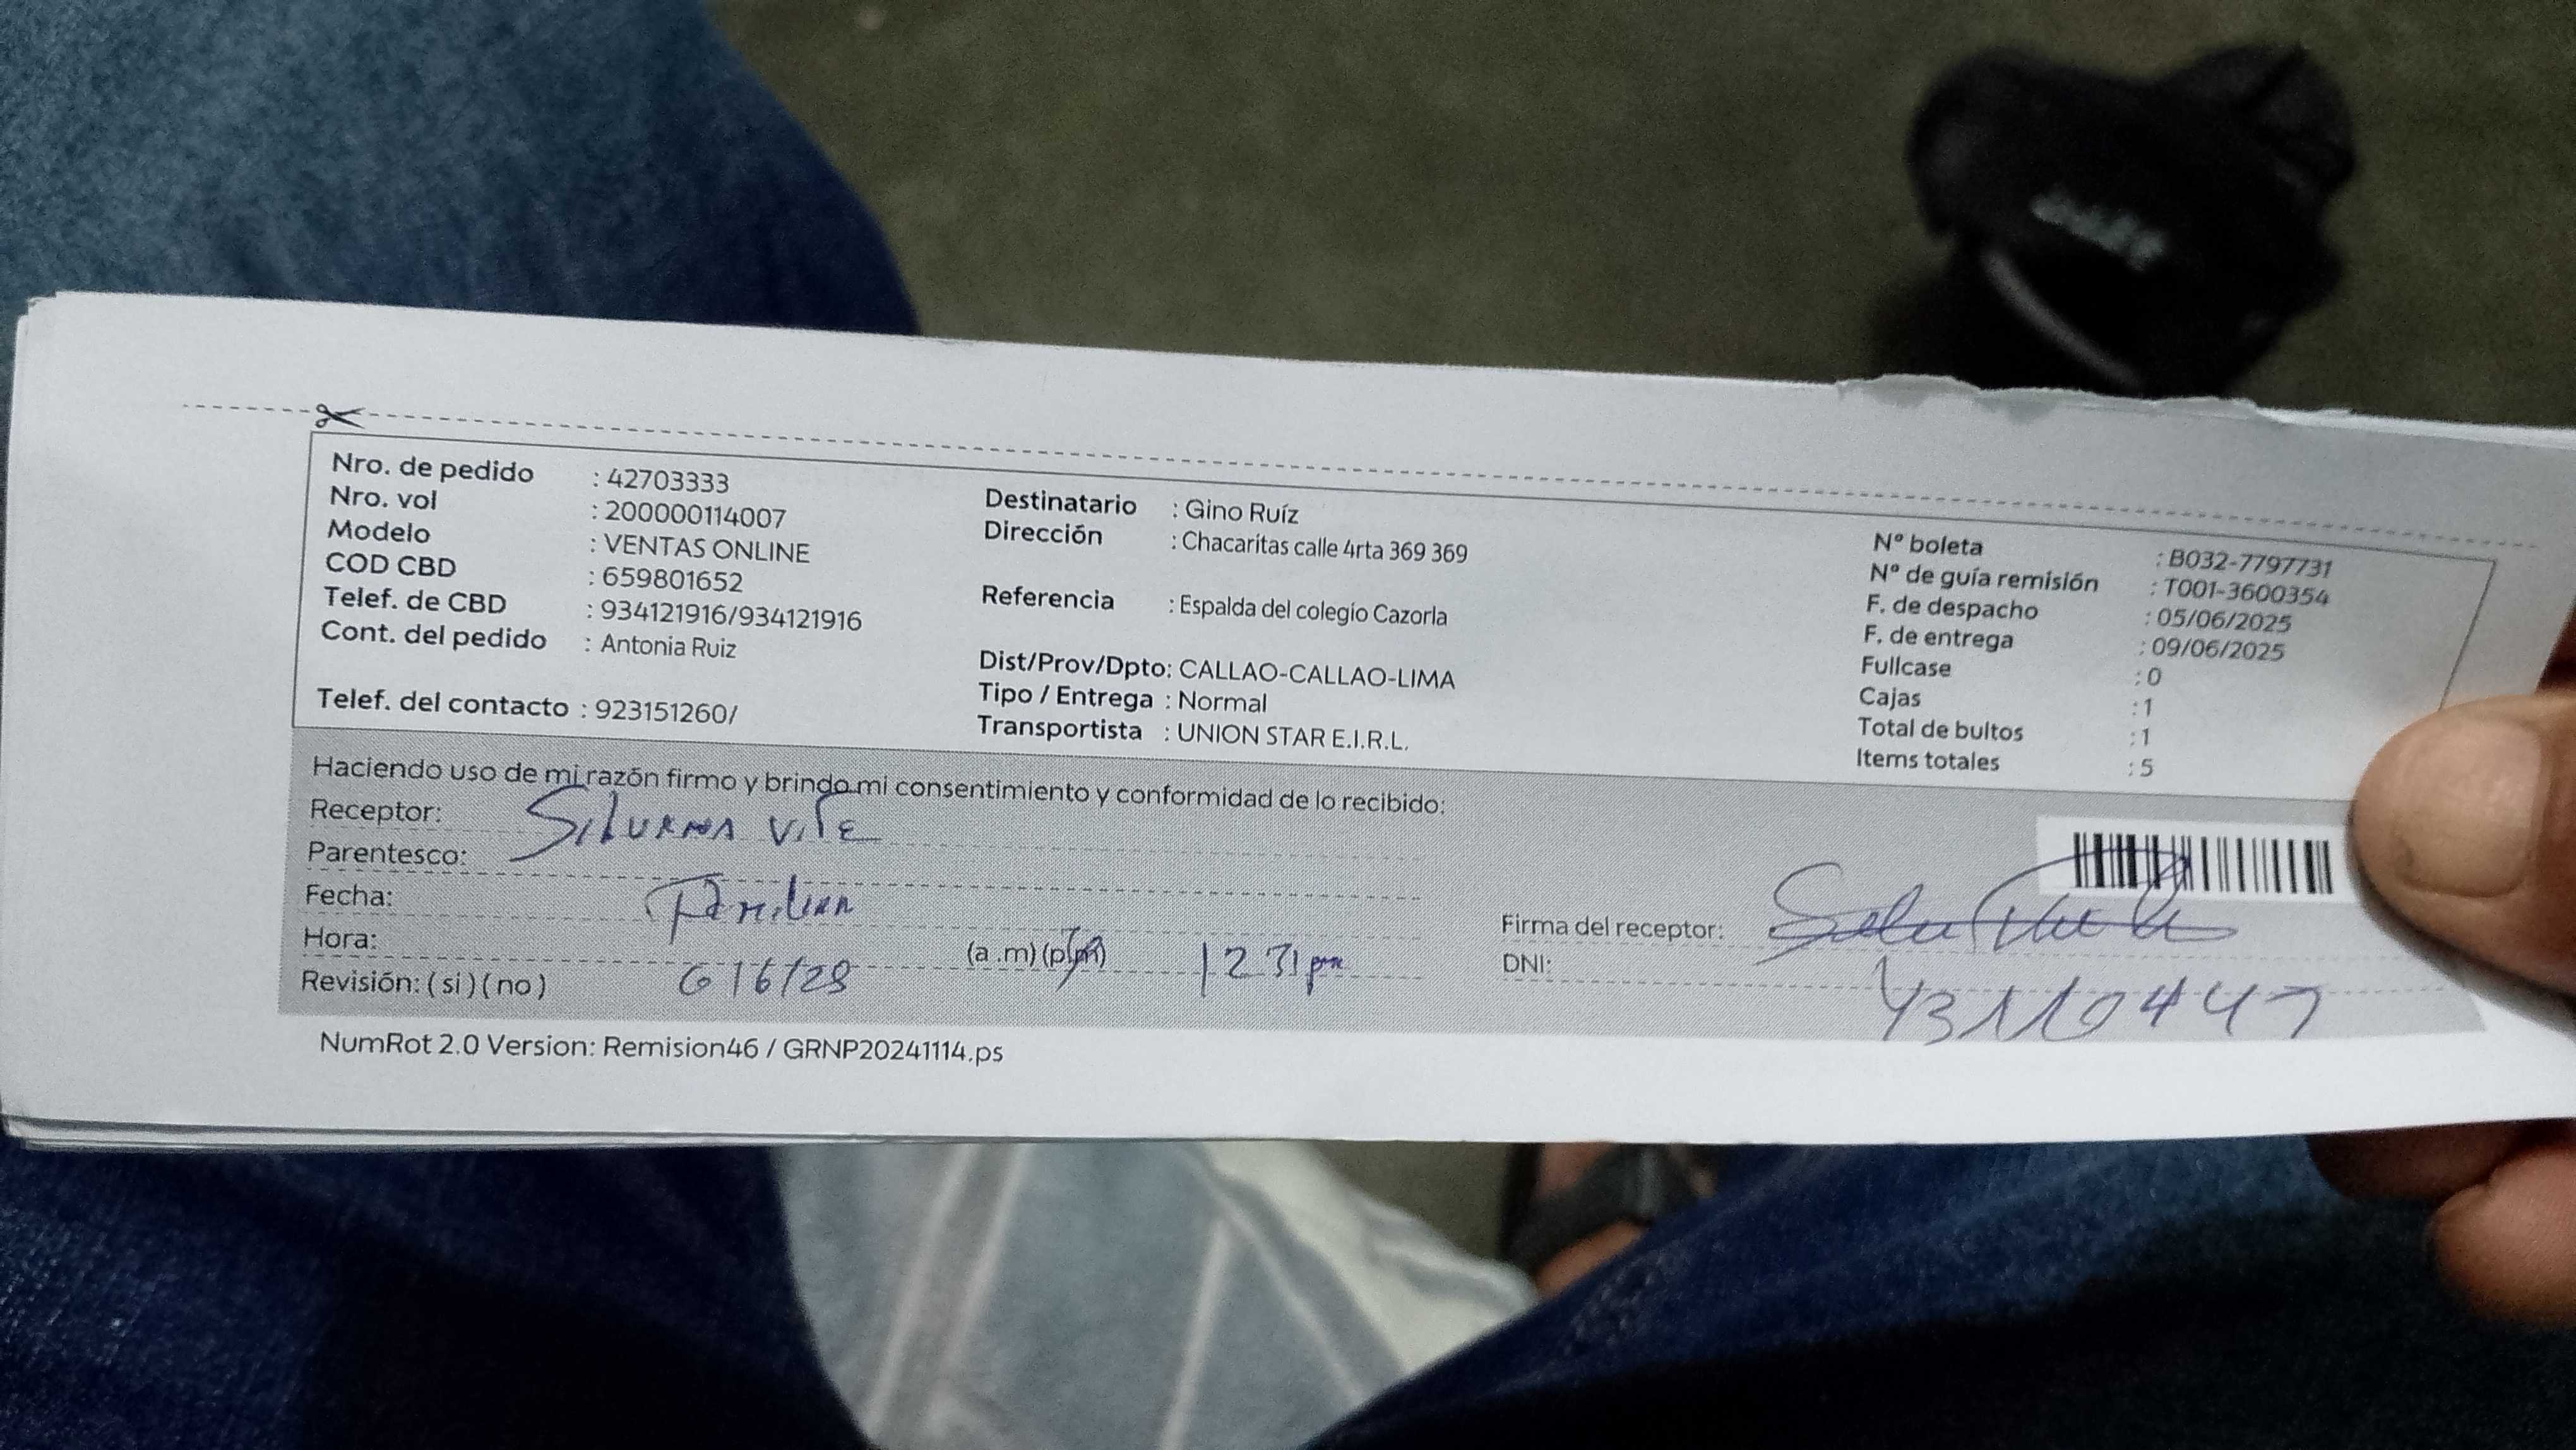 Nro. de pedido : 42703333
Nro. vol : 200000114007
Modelo : VENTAS ONLINE
COD CBD : 659801652
Telef. de CBD : 934121916/934121916
Cont. del pedido : Antonia Ruiz
Telef. del contacto : 923151260/
Destinatario : Gino Ruíz
Dirección : Chacaritas calle 4rta 369 369
Referencia : Espalda del colegio Cazorla
Dist/Prov/Dpto: CALLAO-CALLAO-LIMA
Tipo / Entrega : Normal
Transportista : UNION STAR E.I.R.L.
N° boleta : B032-7797731
N° de guía remisión : T001-3600354
F. de despacho : 05/06/2025
F. de entrega : 09/06/2025
Fullcase : 0
Cajas : 1
Total de bultos : 1
Items totales : 5
Haciendo uso de mi razón firmo y brindo mi consentimiento y conformidad de lo recibido:
Receptor:
Parentesco:
Fecha:
Hora: (a .m) (p.m)
12 31 pm
Revisión: ( si ) ( no )
Firma del receptor:
DNI:
NumRot 2.0 Version: Remision46 / GRNP20241114.ps